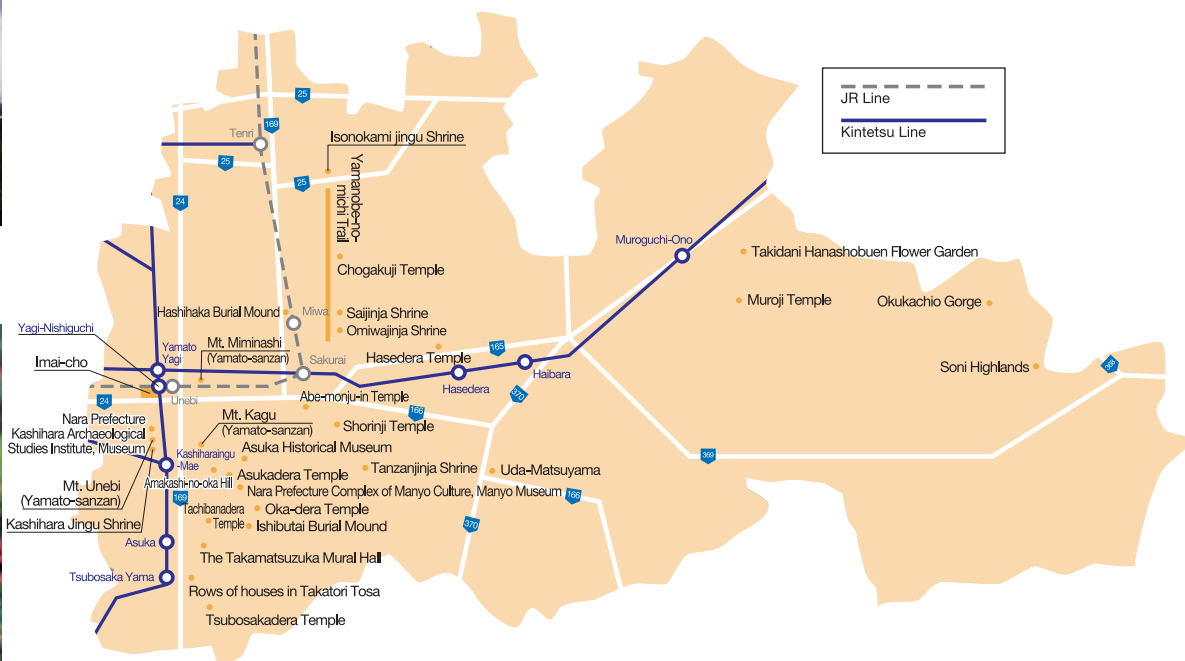 25
169
Tenri
25
Isonokami jingu Shrine
25
Yamanobe-no-
michi Trail
24
JR Line
Kintetsu Line
Muroguchi-Ono
Takidani Hanashobuen Flower Garden
Chogakuji Temple
Muroji Temple
Okukachio Gorge
Hashihaka Burial Mound
Miwa
Saijinja Shrine
Omiwajinja Shrine
Yagi-Nishiguchi
Yamato
Yagi
Mt. Miminashi
(Yamato-sanzan)
Sakurai
Hasedera Temple
165
Imai-cho
Hasedera
Haibara
Soni Highlands
368
Unebi
24
Abe-monju-in Temple
370
166
Nara Prefecture
Kashihara Archaeological
Studies Institute, Museum
Mt. Kagu
(Yamato-sanzan)
Shorinji Temple
Asuka Historical Museum
Kashiharaingu
-Mae
369
Tanzanjinja Shrine
Uda-Matsuyama
Asukadera Temple
Amakashi-no-oka Hill
Mt. Unebi
(Yamato-sanzan)
Nara Prefecture Complex of Manyo Culture, Manyo Museum
166
169
Tachibanadera
Temple
Oka-dera Temple
Kashihara Jingu Shrine
Ishibutai Burial Mound
370
Asuka
The Takamatsuzuka Mural Hall
Tsubosaka Yama
Rows of houses in Takatori Tosa
Tsubosakadera Temple